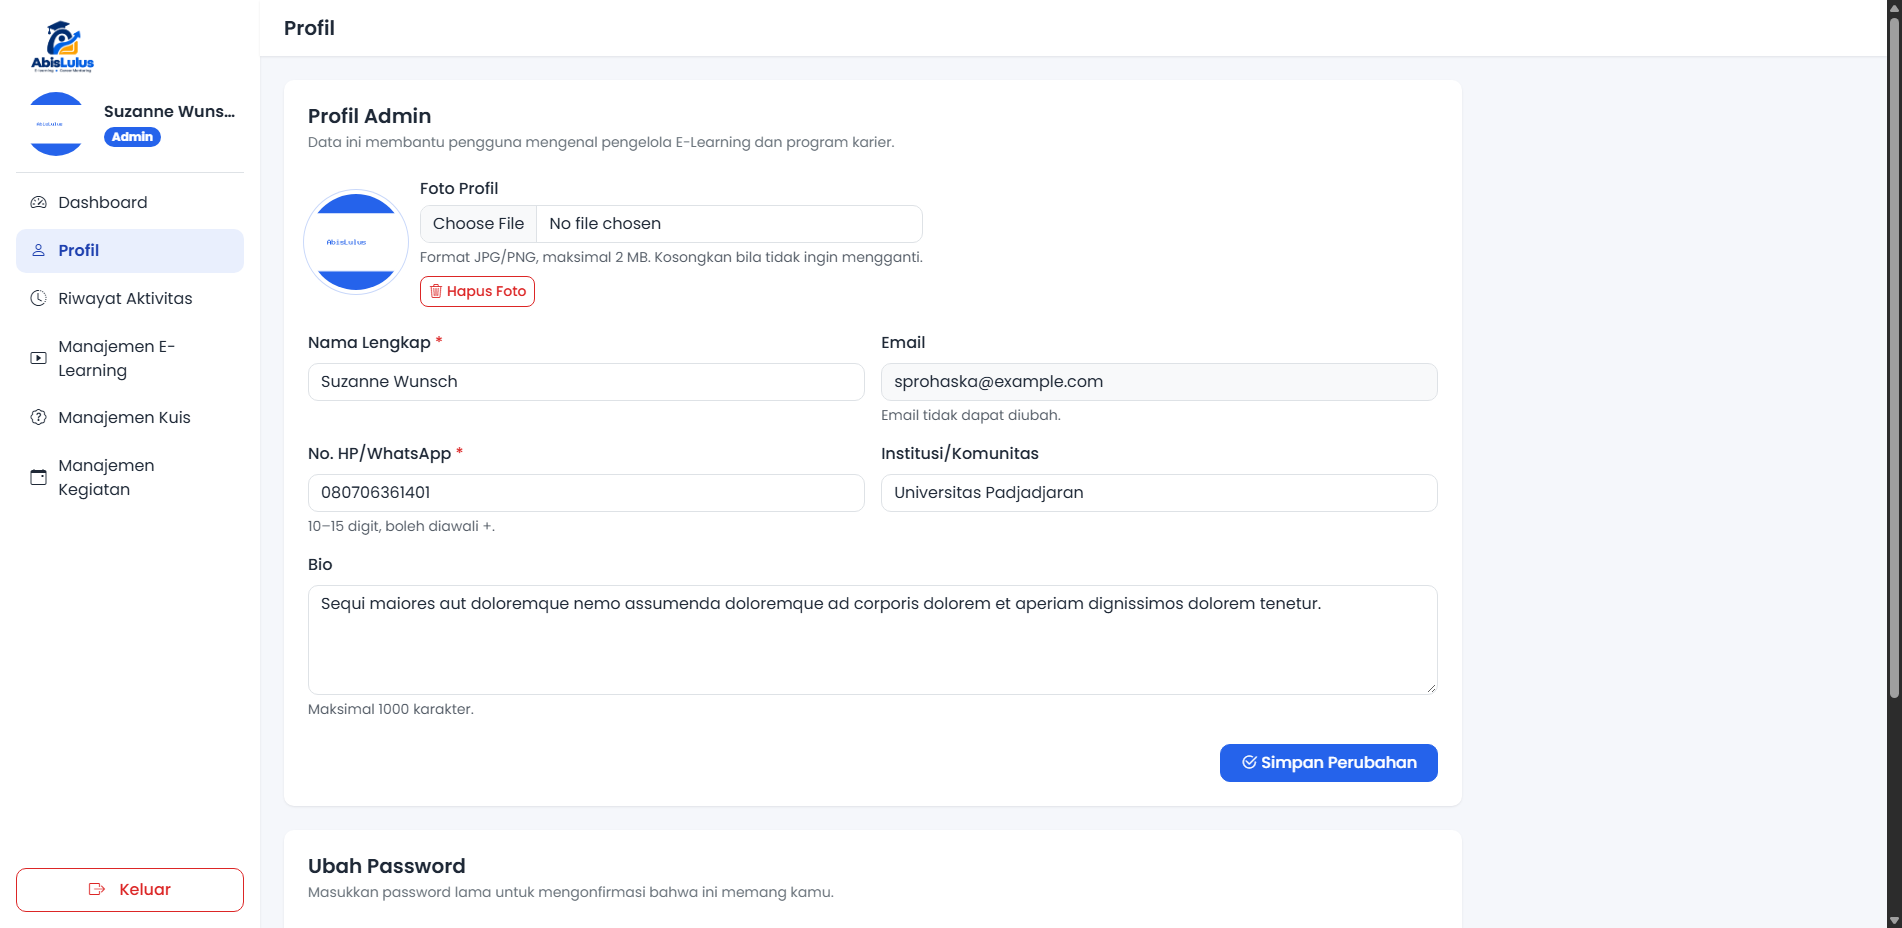 AbisLulus
AbisLulus
Suzanne Wuns...
Admin
Dashboard
Profil
Riwayat Aktivitas
Manajemen E-
Learning
Manajemen Kuis
Manajemen
Kegiatan
Keluar
Profil
Profil Admin
Data ini membantu pengguna mengenal pengelola E-Learning dan program karier.
AbisLulus
Foto Profil
Choose File No file chosen
Format JPG/PNG, maksimal 2 MB. Kosongkan bila tidak ingin mengganti.
Hapus Foto
Nama Lengkap *
Suzanne Wunsch
Email
sprohaska@example.com
Email tidak dapat diubah.
No. HP/WhatsApp *
080706361401
10–15 digit, boleh diawali +.
Institusi/Komunitas
Universitas Padjadjaran
Bio
Sequi maiores aut doloremque nemo assumenda doloremque ad corporis dolorem et aperiam dignissimos dolorem tenetur.
Maksimal 1000 karakter.
Simpan Perubahan
Ubah Password
Masukkan password lama untuk mengonfirmasi bahwa ini memang kamu.